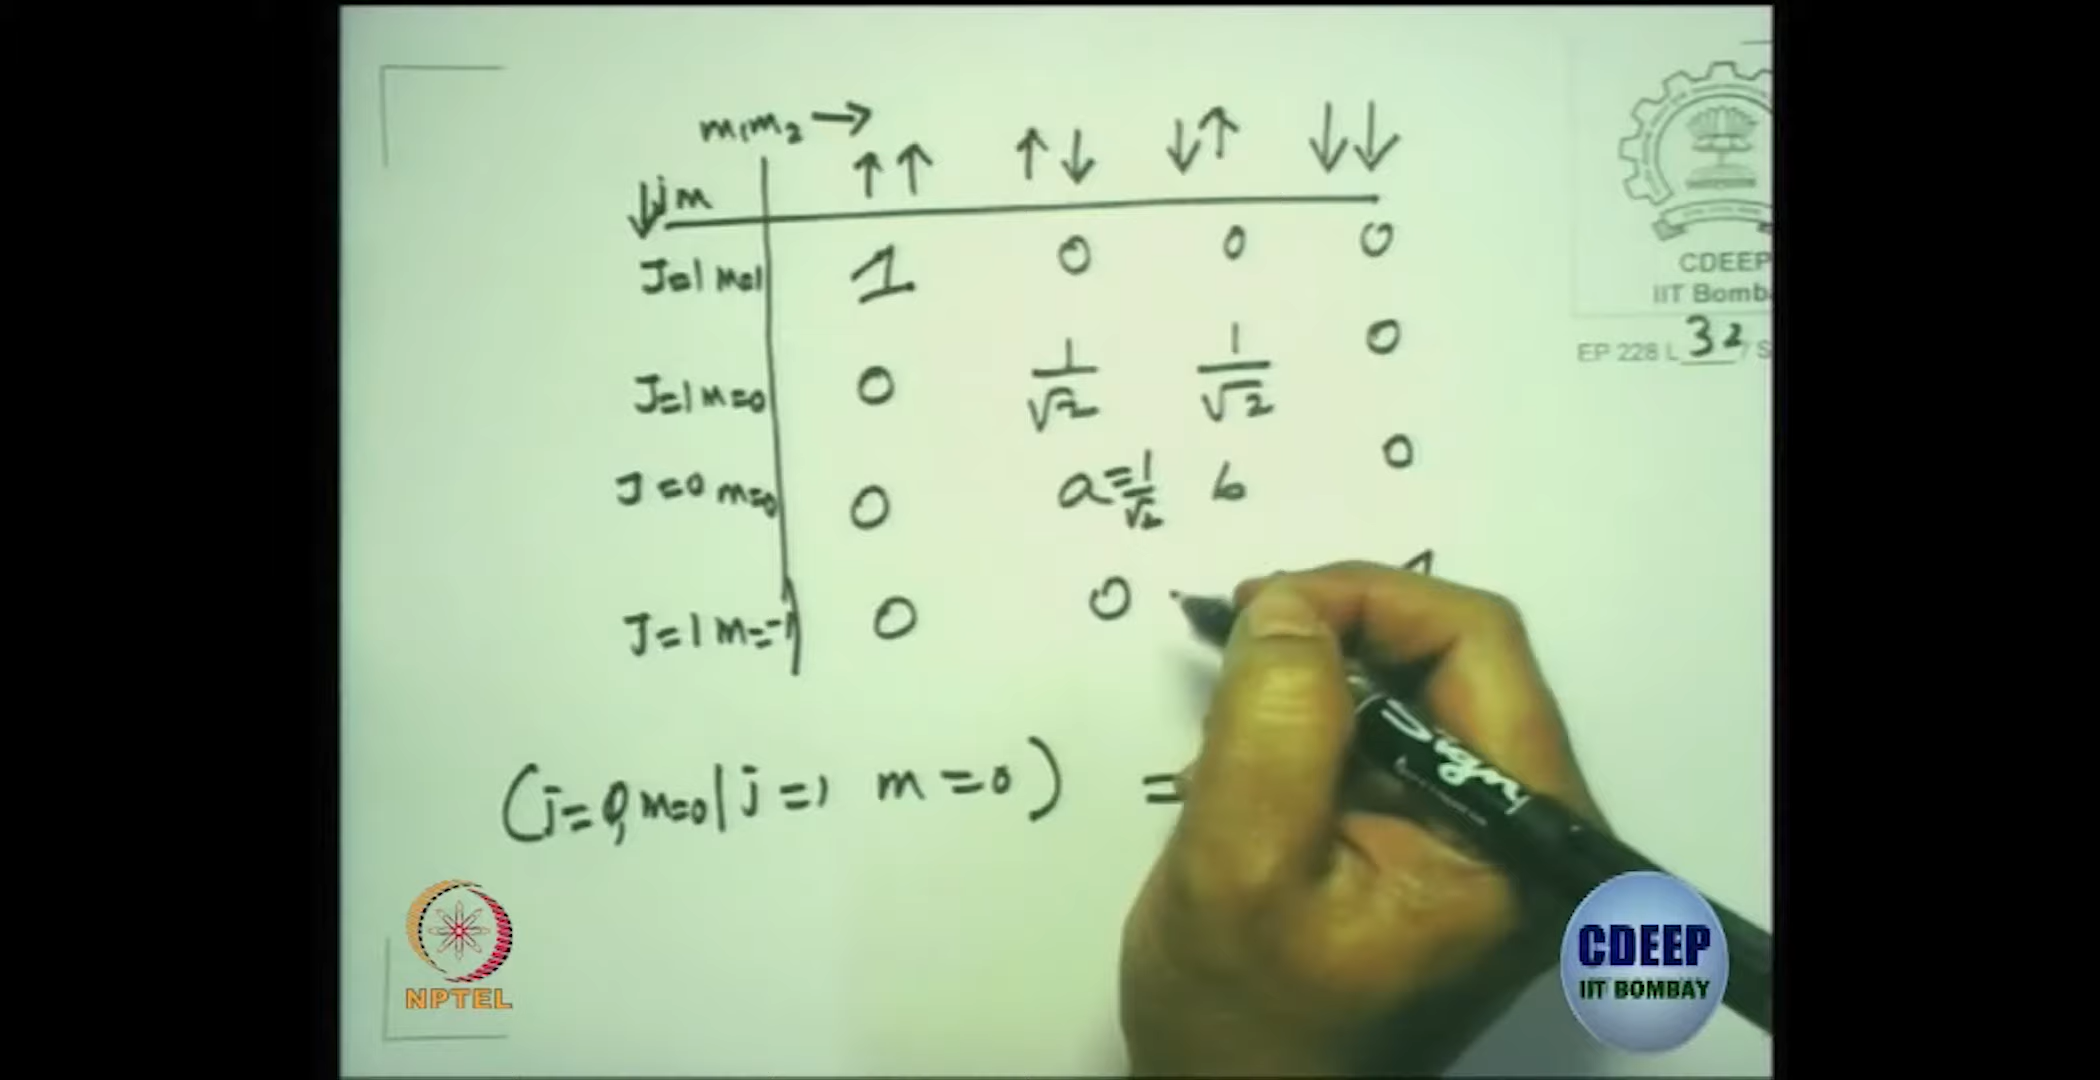 m₁m₂ →
↓jm ↑↑ ↑↓ ↓↑ ↓↓
J=1 m=1 1 0 0 0
J=1 m=0 0 1/√2 1/√2 0
J=0 m=0 0 a=1/√2 b 0
J=1 m=-1 0 0
(j=0,m=0|j=1 m=0) =
CDEEP
IIT Bomb
EP 228 L 32 / S
NPTEL
CDEEP
IIT BOMBAY